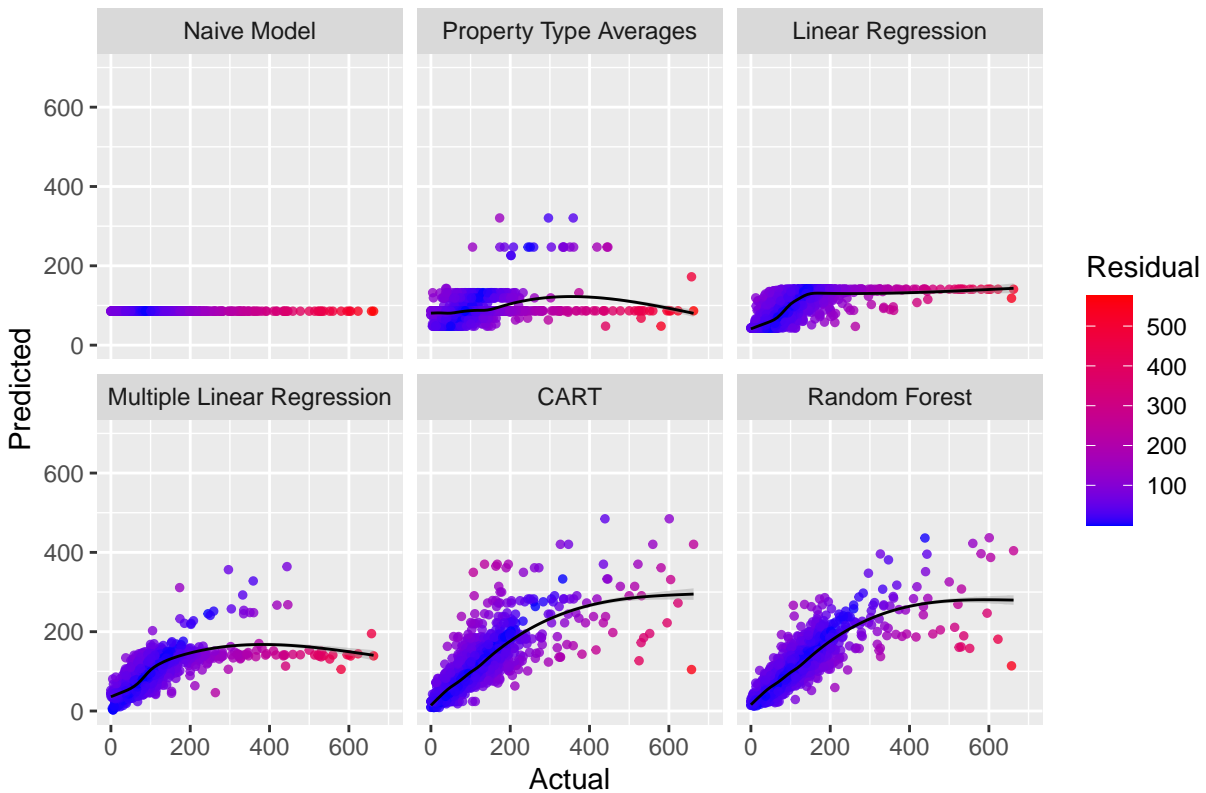 Naive Model
Property Type Averages
Linear Regression
600
400
200
0
Multiple Linear Regression
CART
Random Forest
600
400
200
0
0 200 400 600
0 200 400 600
0 200 400 600
Predicted
Actual
Residual
500
400
300
200
100